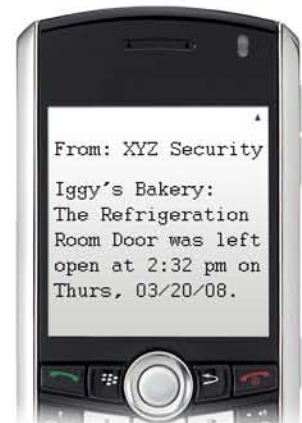 From: XYZ Security
Iggy's Bakery:
The Refrigeration
Room Door was left
open at 2:32 pm on
Thurs, 03/20/08.